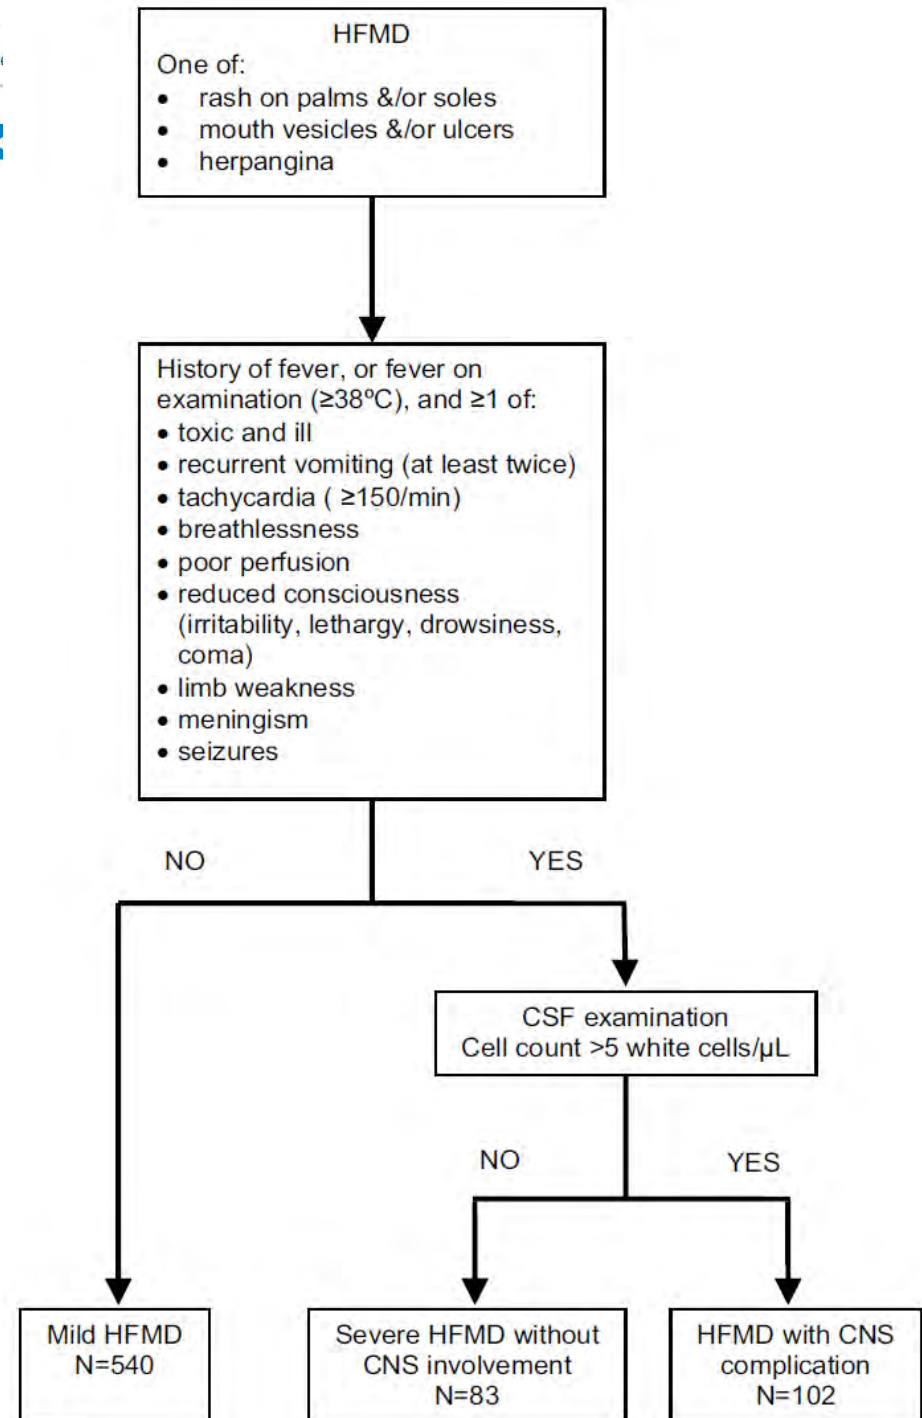 HFMD
One of:
• rash on palms &/or soles
• mouth vesicles &/or ulcers
• herpangina
History of fever, or fever on
examination (≥38ºC), and ≥1 of:
• toxic and ill
• recurrent vomiting (at least twice)
• tachycardia ( ≥150/min)
• breathlessness
• poor perfusion
• reduced consciousness
(irritability, lethargy, drowsiness,
coma)
• limb weakness
• meningism
• seizures
NO
YES
CSF examination
Cell count >5 white cells/µL
NO
YES
Mild HFMD
N=540
Severe HFMD without
CNS involvement
N=83
HFMD with CNS
complication
N=102